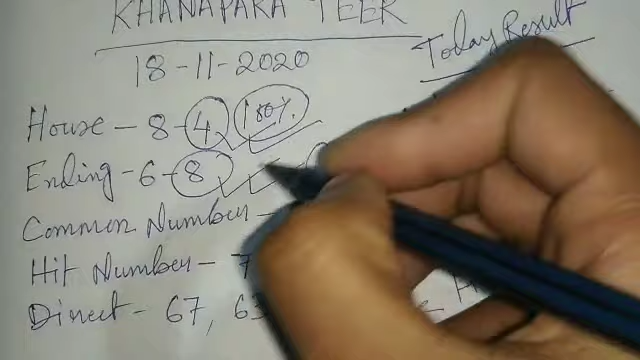 KHANAPARA TEER
Today Result
18-11-2020
House - 8-4 100%
Ending - 6-8
Common Number -
Hit Number - 7
Direct - 67, 63